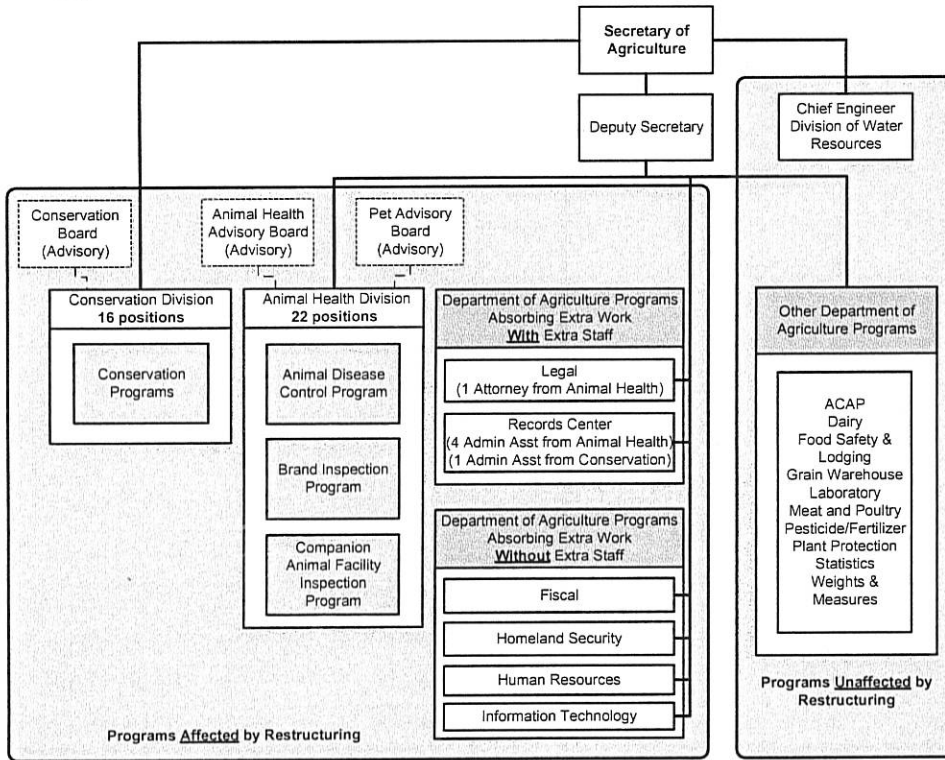 Secretary of
Agriculture
Deputy Secretary
Chief Engineer
Division of Water
Resources
Conservation
Board
(Advisory)
Animal Health
Advisory Board
(Advisory)
Pet Advisory
Board
(Advisory)
Conservation Division
16 positions
Conservation
Programs
Animal Health Division
22 positions
Animal Disease
Control Program
Brand Inspection
Program
Companion
Animal Facility
Inspection
Program
Department of Agriculture Programs
Absorbing Extra Work
With Extra Staff
Legal
(1 Attorney from Animal Health)
Records Center
(4 Admin Asst from Animal Health)
(1 Admin Asst from Conservation)
Department of Agriculture Programs
Absorbing Extra Work
Without Extra Staff
Fiscal
Homeland Security
Human Resources
Information Technology
Programs Affected by Restructuring
Other Department of
Agriculture Programs
ACAP
Dairy
Food Safety &
Lodging
Grain Warehouse
Laboratory
Meat and Poultry
Pesticide/Fertilizer
Plant Protection
Statistics
Weights &
Measures
Programs Unaffected by
Restructuring